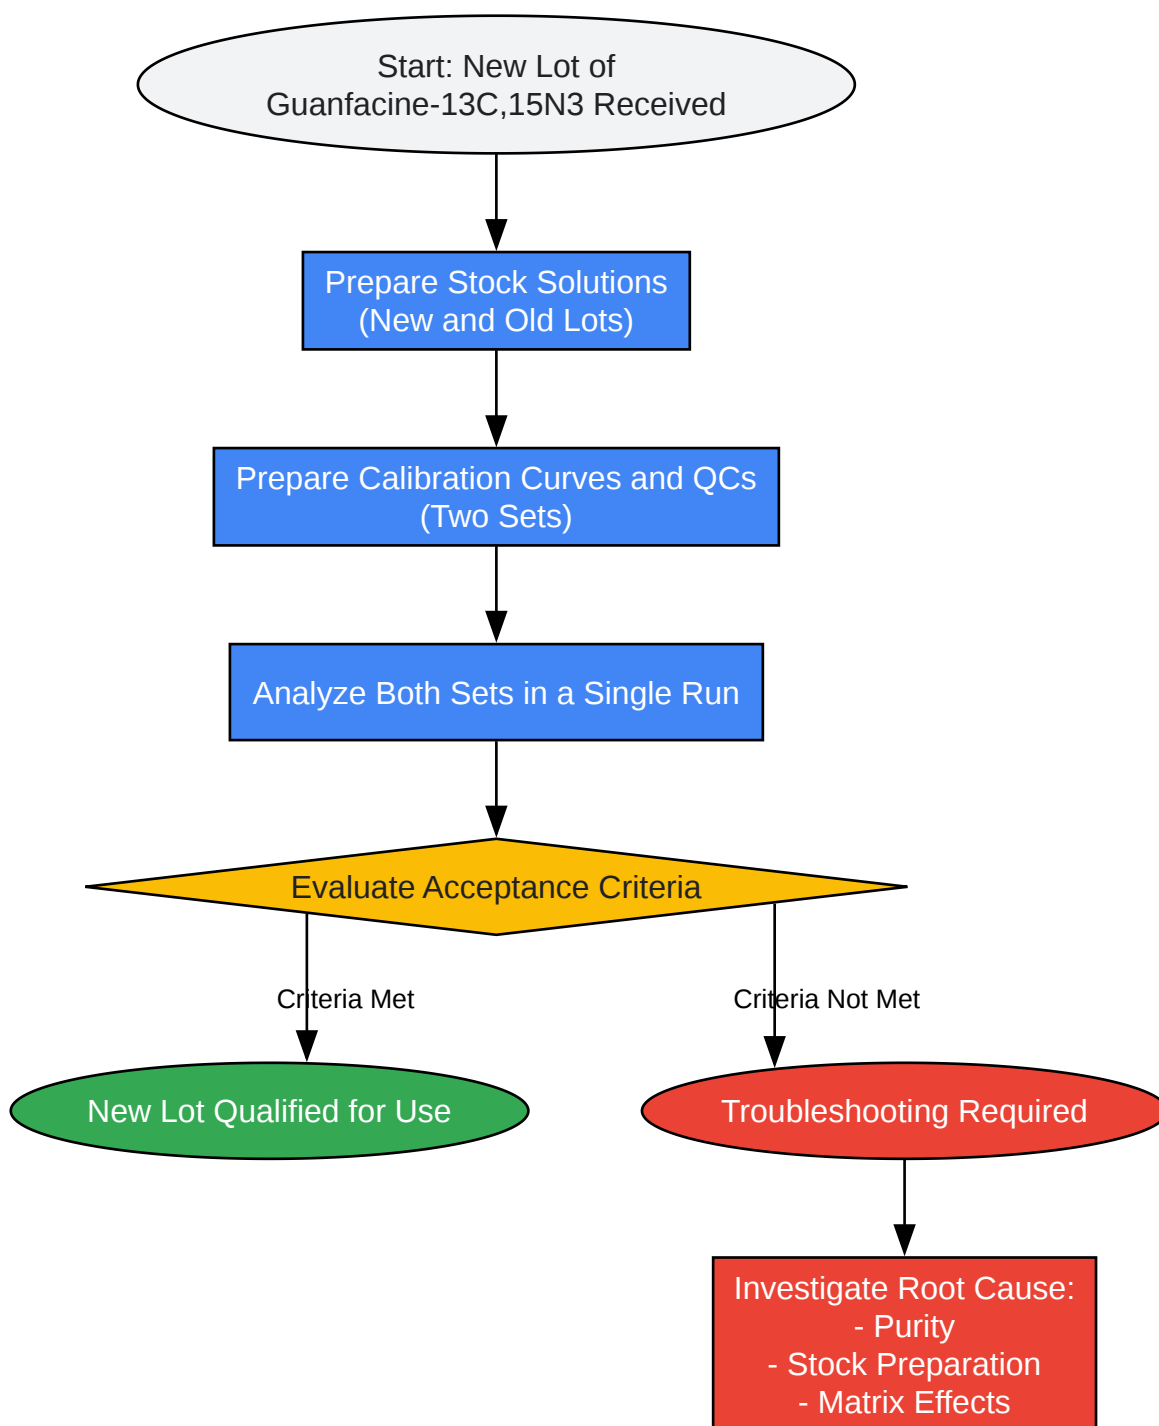 Start: New Lot of
Guanfacine-13C,15N3 Received
Prepare Stock Solutions
(New and Old Lots)
Prepare Calibration Curves and QCs
(Two Sets)
Analyze Both Sets in a Single Run
Evaluate Acceptance Criteria
Criteria Met
Criteria Not Met
New Lot Qualified for Use
Troubleshooting Required
Investigate Root Cause:
- Purity
- Stock Preparation
- Matrix Effects